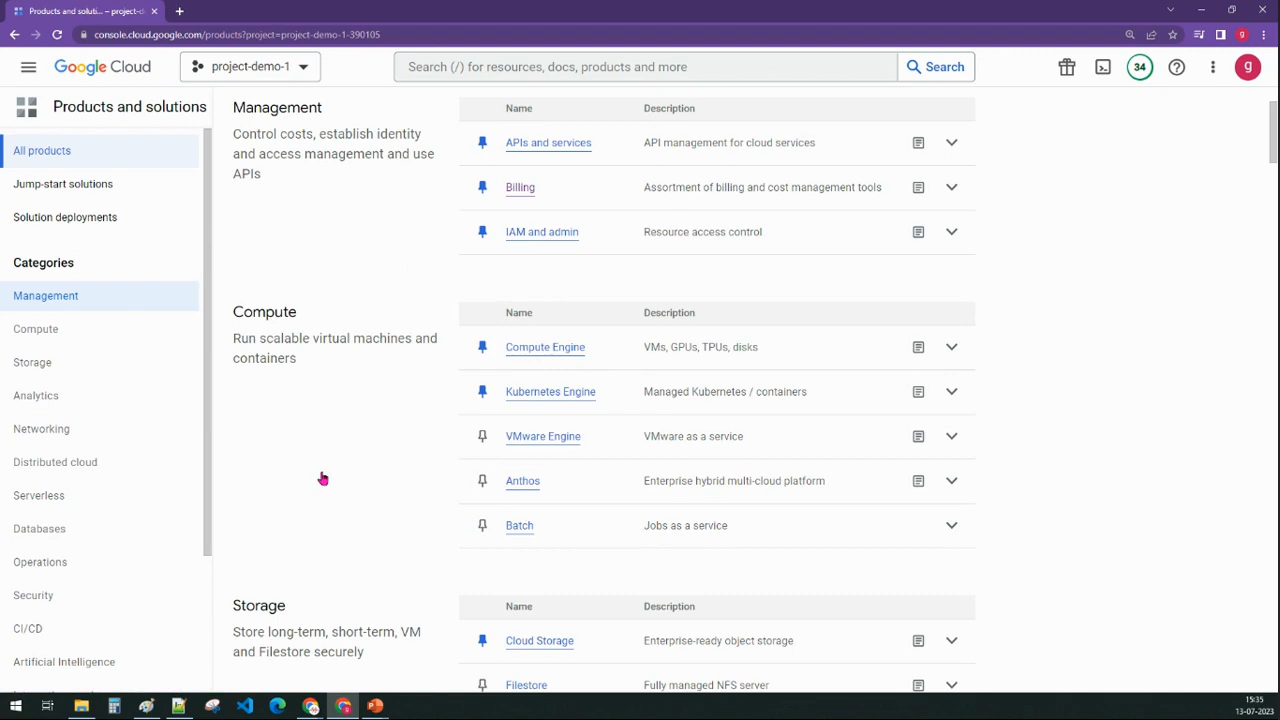 Products and soluti... – project-d
console.cloud.google.com/products?project=project-demo-1-390105
g
Google Cloud
project-demo-1
Search (/) for resources, docs, products and more
Search
34
g
Products and solutions
All products
Jump-start solutions
Solution deployments
Categories
Management
Compute
Storage
Analytics
Networking
Distributed cloud
Serverless
Databases
Operations
Security
CI/CD
Artificial Intelligence
Management
Control costs, establish identity
and access management and use
APIs
Name Description
APIs and services API management for cloud services
Billing Assortment of billing and cost management tools
IAM and admin Resource access control
Compute
Run scalable virtual machines and
containers
Name Description
Compute Engine VMs, GPUs, TPUs, disks
Kubernetes Engine Managed Kubernetes / containers
VMware Engine VMware as a service
Anthos Enterprise hybrid multi-cloud platform
Batch Jobs as a service
Storage
Store long-term, short-term, VM
and Filestore securely
Name Description
Cloud Storage Enterprise-ready object storage
Filestore Fully managed NFS server
15:35
13-07-2023